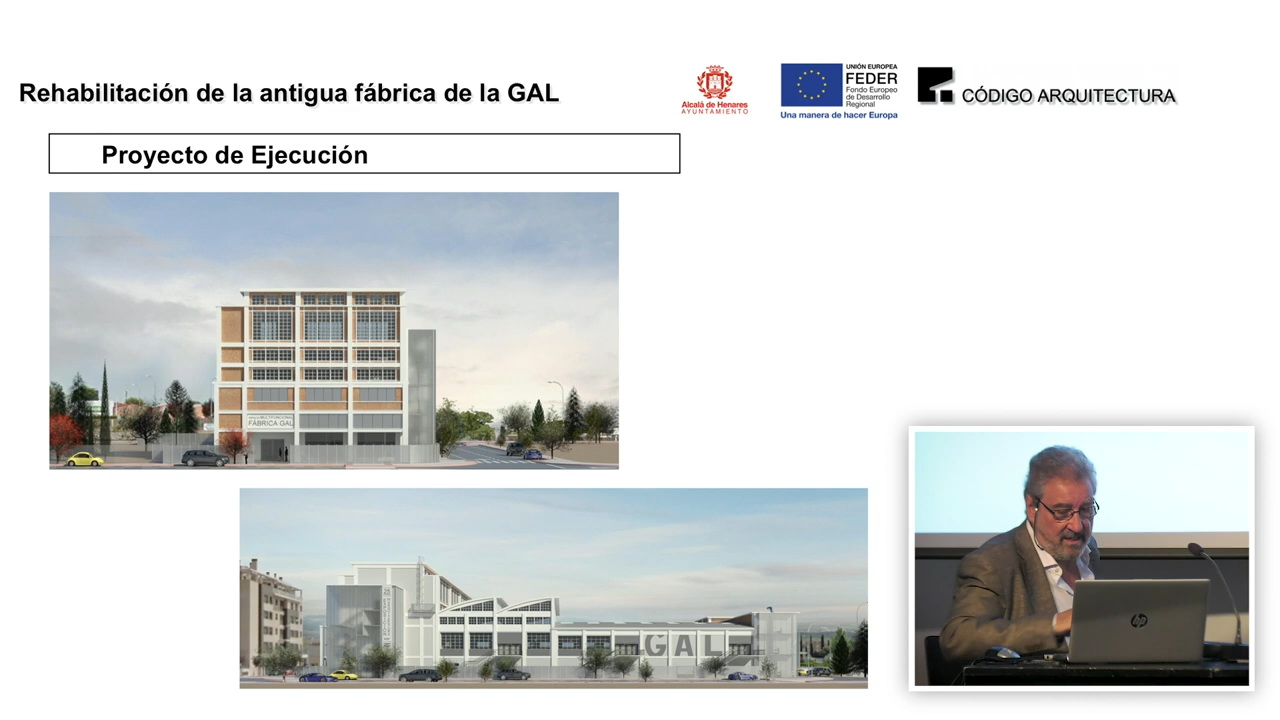 Rehabilitación de la antigua fábrica de la GAL
Alcalá de Henares
AYUNTAMIENTO
UNIÓN EUROPEA
FEDER
Fondo Europeo
de Desarrollo
Regional
Una manera de hacer Europa
CÓDIGO ARQUITECTURA
Proyecto de Ejecución
MULTIFUNCIONAL
FÁBRICA GAL
GAL
hp